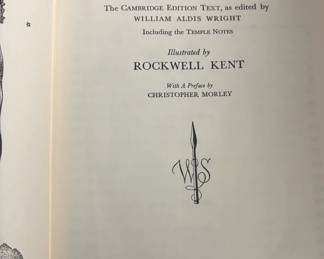 The Cambridge Edition Text, as edited by
WILLIAM ALDIS WRIGHT
Including the Temple Notes
Illustrated by
ROCKWELL KENT
With A Preface by
CHRISTOPHER MORLEY
WS